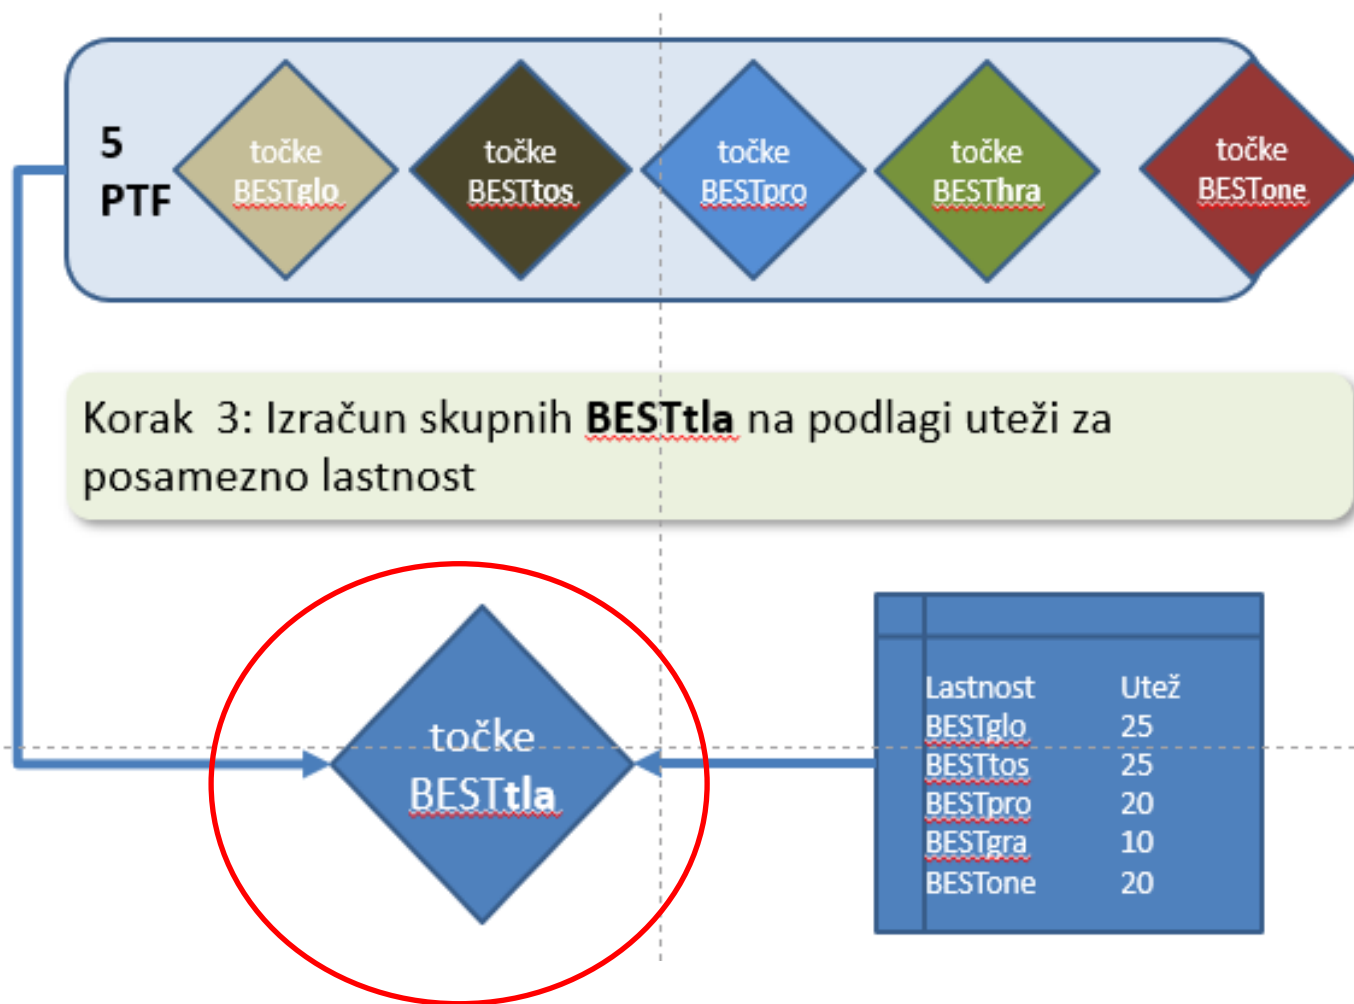 5
PTF
točke
BESTglo
točke
BESTtos
točke
BESTpro
točke
BESThra
točke
BESTone
Korak 3: Izračun skupnih BESTtla na podlagi uteži za
posamezno lastnost
točke
BESTtla
Lastnost Utež
BESTglo 25
BESTtos 25
BESTpro 20
BESTgra 10
BESTone 20